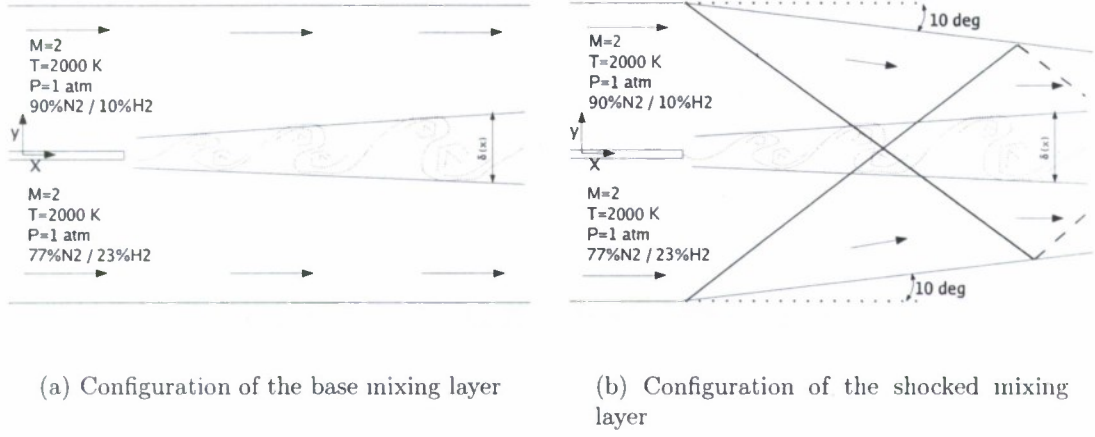 M=2
T=2000 K
P=1 atm
90%N2 / 10%H2
y
X
δ(x)
M=2
T=2000 K
P=1 atm
77%N2 / 23%H2
10 deg
M=2
T=2000 K
P=1 atm
90%N2 / 10%H2
y
X
δ(x)
M=2
T=2000 K
P=1 atm
77%N2 / 23%H2
10 deg
(a) Configuration of the base mixing layer
(b) Configuration of the shocked mixing
layer